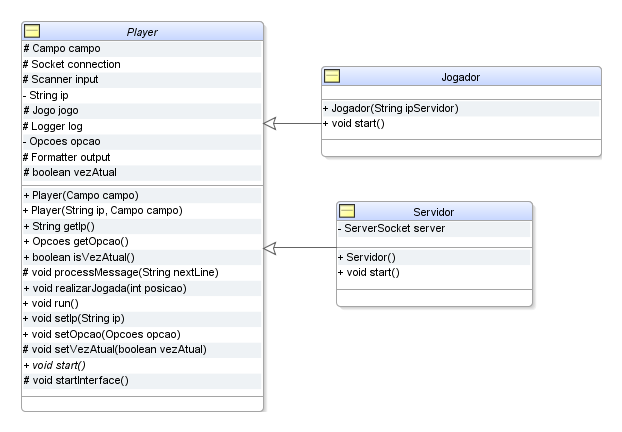 Player
# Campo campo
# Socket connection
# Scanner input
- String ip
# Jogo jogo
# Logger log
- Opcoes opcao
# Formatter output
# boolean vezAtual
+ Player(Campo campo)
+ Player(String ip, Campo campo)
+ String getIp()
+ Opcoes getOpcao()
+ boolean isVezAtual()
# void processMessage(String nextLine)
+ void realizarJogada(int posicao)
+ void run()
+ void setIp(String ip)
+ void setOpcao(Opcoes opcao)
# void setVezAtual(boolean vezAtual)
+ void start()
# void startInterface()
Jogador
+ Jogador(String ipServidor)
+ void start()
Servidor
- ServerSocket server
+ Servidor()
+ void start()